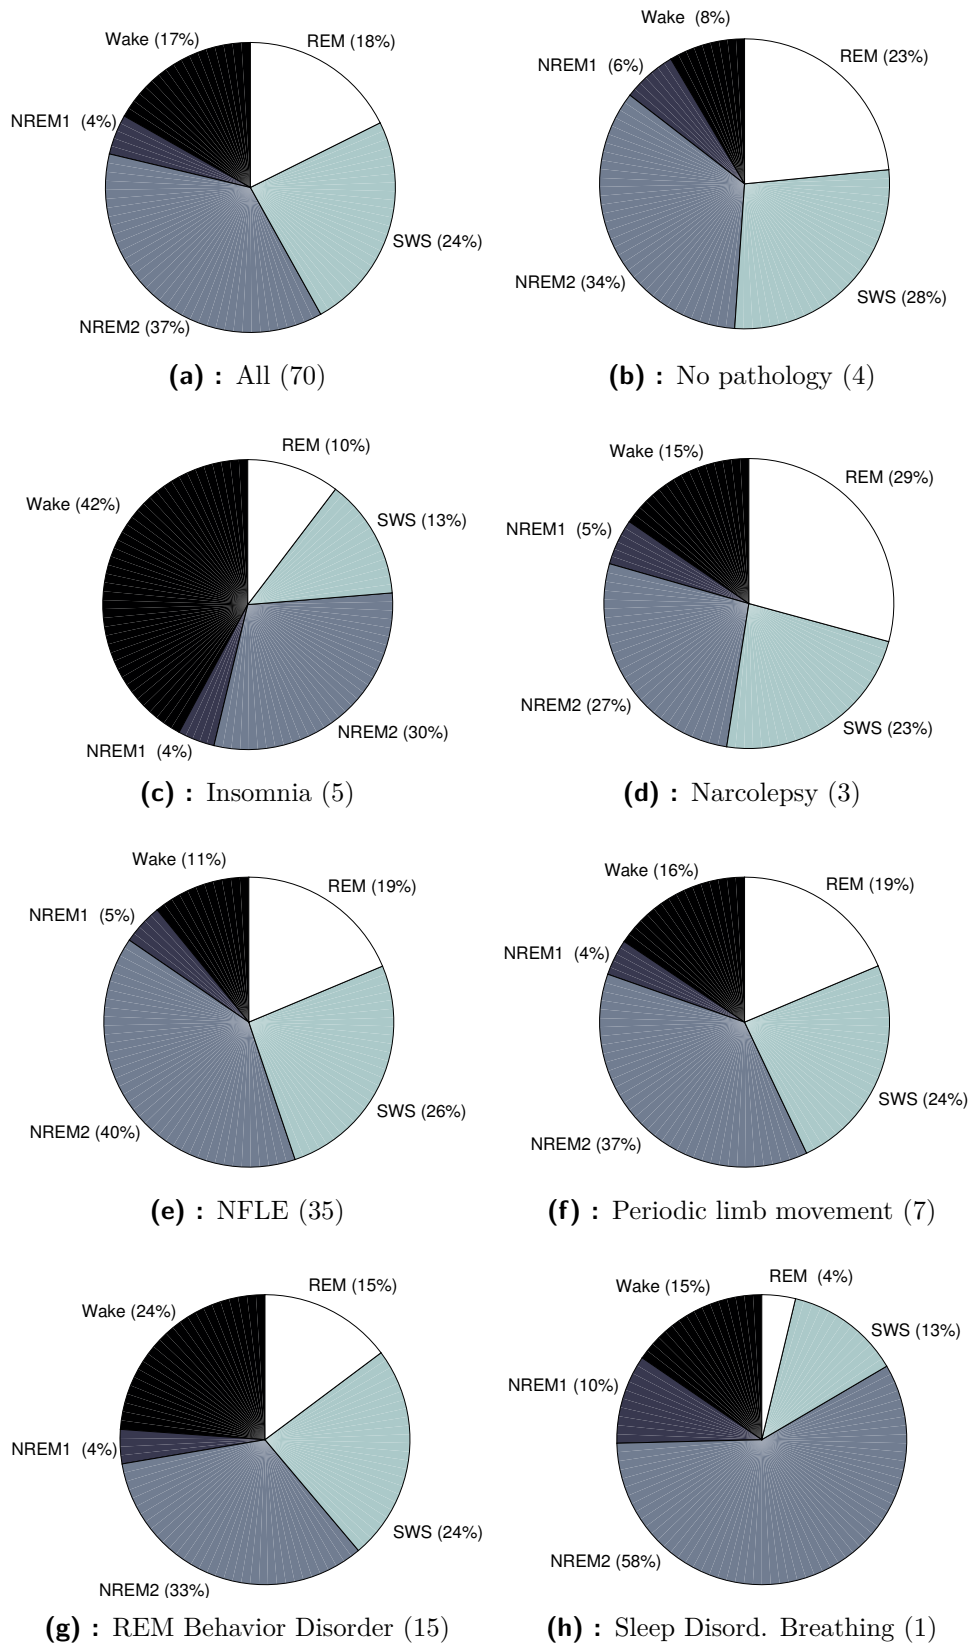 Wake (17%)
REM (18%)
NREM1 (4%)
SWS (24%)
NREM2 (37%)
(a) : All (70)
Wake (8%)
REM (23%)
NREM1 (6%)
NREM2 (34%)
SWS (28%)
(b) : No pathology (4)
REM (10%)
Wake (42%)
SWS (13%)
NREM2 (30%)
NREM1 (4%)
(c) : Insomnia (5)
Wake (15%)
REM (29%)
NREM1 (5%)
NREM2 (27%)
SWS (23%)
(d) : Narcolepsy (3)
Wake (11%)
REM (19%)
NREM1 (5%)
SWS (26%)
NREM2 (40%)
(e) : NFLE (35)
Wake (16%)
REM (19%)
NREM1 (4%)
SWS (24%)
NREM2 (37%)
(f) : Periodic limb movement (7)
REM (15%)
Wake (24%)
NREM1 (4%)
SWS (24%)
NREM2 (33%)
(g) : REM Behavior Disorder (15)
REM (4%)
Wake (15%)
SWS (13%)
NREM1 (10%)
NREM2 (58%)
(h) : Sleep Disord. Breathing (1)